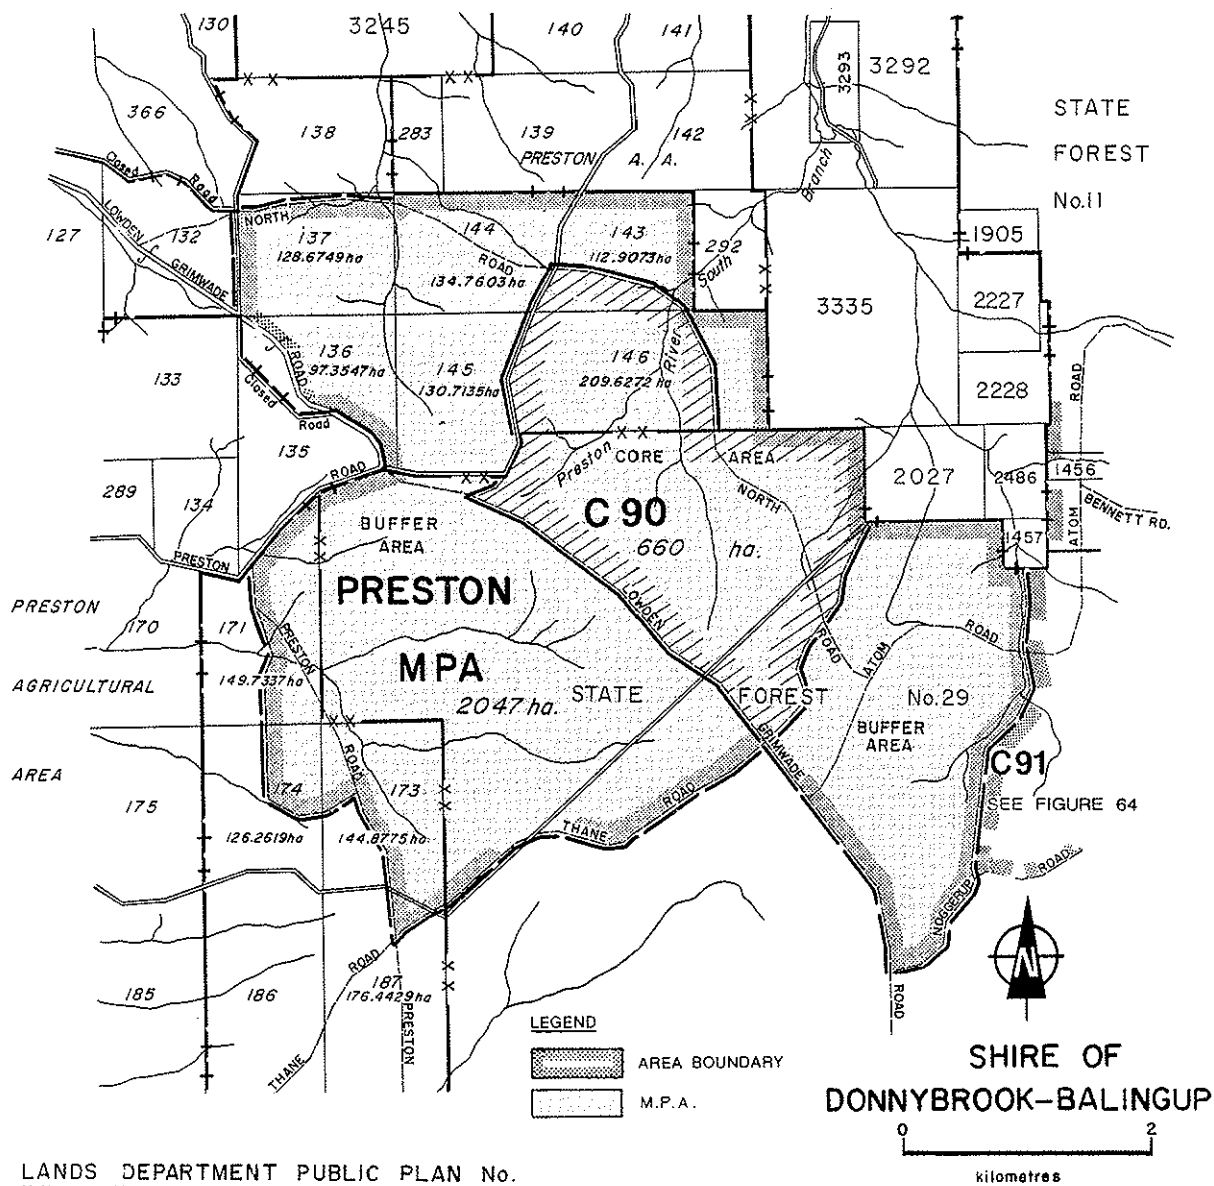 130
3245
140
141
3293
3292
STATE
FOREST
No.11
366
138
283
139
142
PRESTON A. A.
Branch
Closed Road
LOWDEN
GRIMWADE
ROAD
NORTH
ROAD
127
132
137
128.6749ha
144
134.7603ha
143
112.9073ha
292
South
1905
2227
3335
2228
133
136
97.3547ha
145
130.7135ha
146
209.6272 ha
River
Closed
Road
135
ROAD
Preston
CORE AREA
2027
2486
1456
ROAD
ATOM
BENNETT RD.
1457
289
134
BUFFER
AREA
C 90
660 ha.
NORTH
ROAD
PRESTON
PRESTON
MPA
2047 ha.
LOWDEN
GRIMWADE
ROAD
PRESTON
AGRICULTURAL
AREA
170
171
149.7337ha
PRESTON
ROAD
STATE FOREST No.29
ATOM
ROAD
BUFFER
AREA
C91
SEE FIGURE 64
175
174
126.2619ha
173
144.8775ha
THANE
ROAD
NOGGERUP
ROAD
185
186
187
176.4429ha
THANE
ROAD
PRESTON
N
LEGEND
AREA BOUNDARY
M.P.A.
SHIRE OF
DONNYBROOK-BALINGUP
0 2
kilometres
LANDS DEPARTMENT PUBLIC PLAN No.